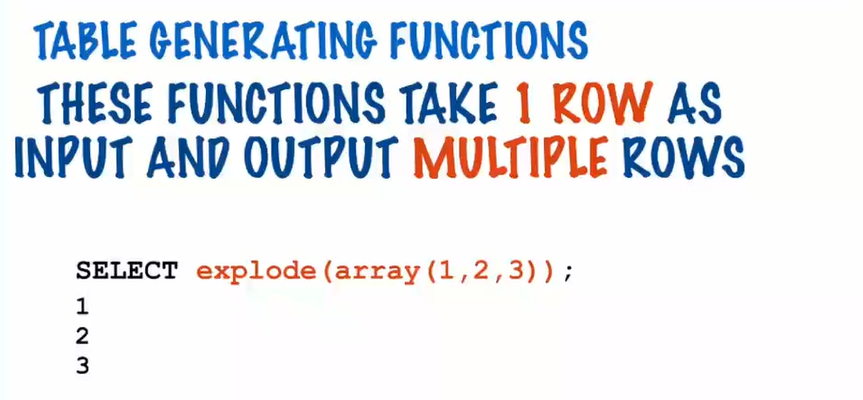 TABLE GENERATING FUNCTIONS
THESE FUNCTIONS TAKE 1 ROW AS
INPUT AND OUTPUT MULTIPLE ROWS
SELECT explode(array(1,2,3));
1
2
3